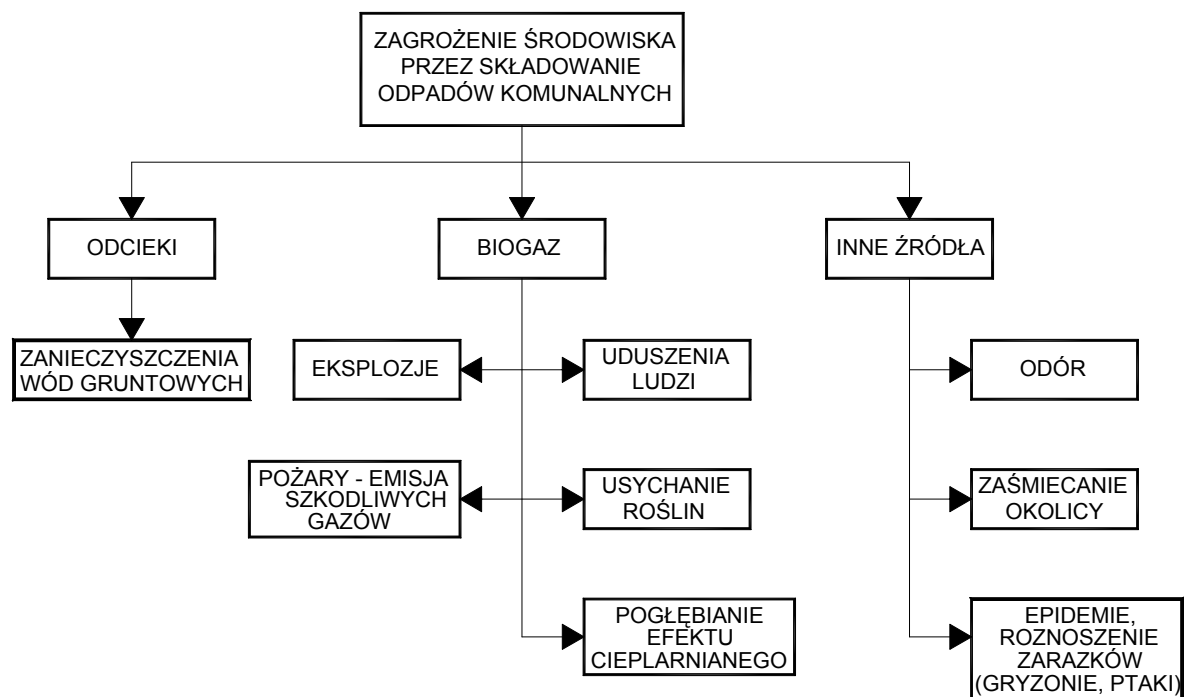 ZAGROŻENIE ŚRODOWISKA
PRZEZ SKŁADOWANIE
ODPADÓW KOMUNALNYCH
ODCIEKI
BIOGAZ
INNE ŹRÓDŁA
ZANIECZYSZCZENIA
WÓD GRUNTOWYCH
EKSPLOZJE
UDUSZENIA
LUDZI
ODÓR
POŻARY - EMISJA
SZKODLIWYCH
GAZÓW
USYCHANIE
ROŚLIN
ZAŚMIECANIE
OKOLICY
POGŁĘBIANIE
EFEKTU
CIEPLARNIANEGO
EPIDEMIE,
ROZNOSZENIE
ZARAZKÓW
(GRYZONIE, PTAKI)